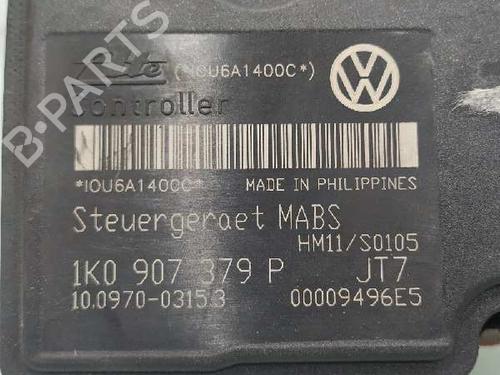 Ate (*IOU6A1400C*)
Controller
*IOU6A1400C* MADE IN PHILIPPINES
Steuergeraet MABS
HM11/S0105
1K0 907 379 P JT7
10.0970-0315.3 00009496E5
B-PARTS